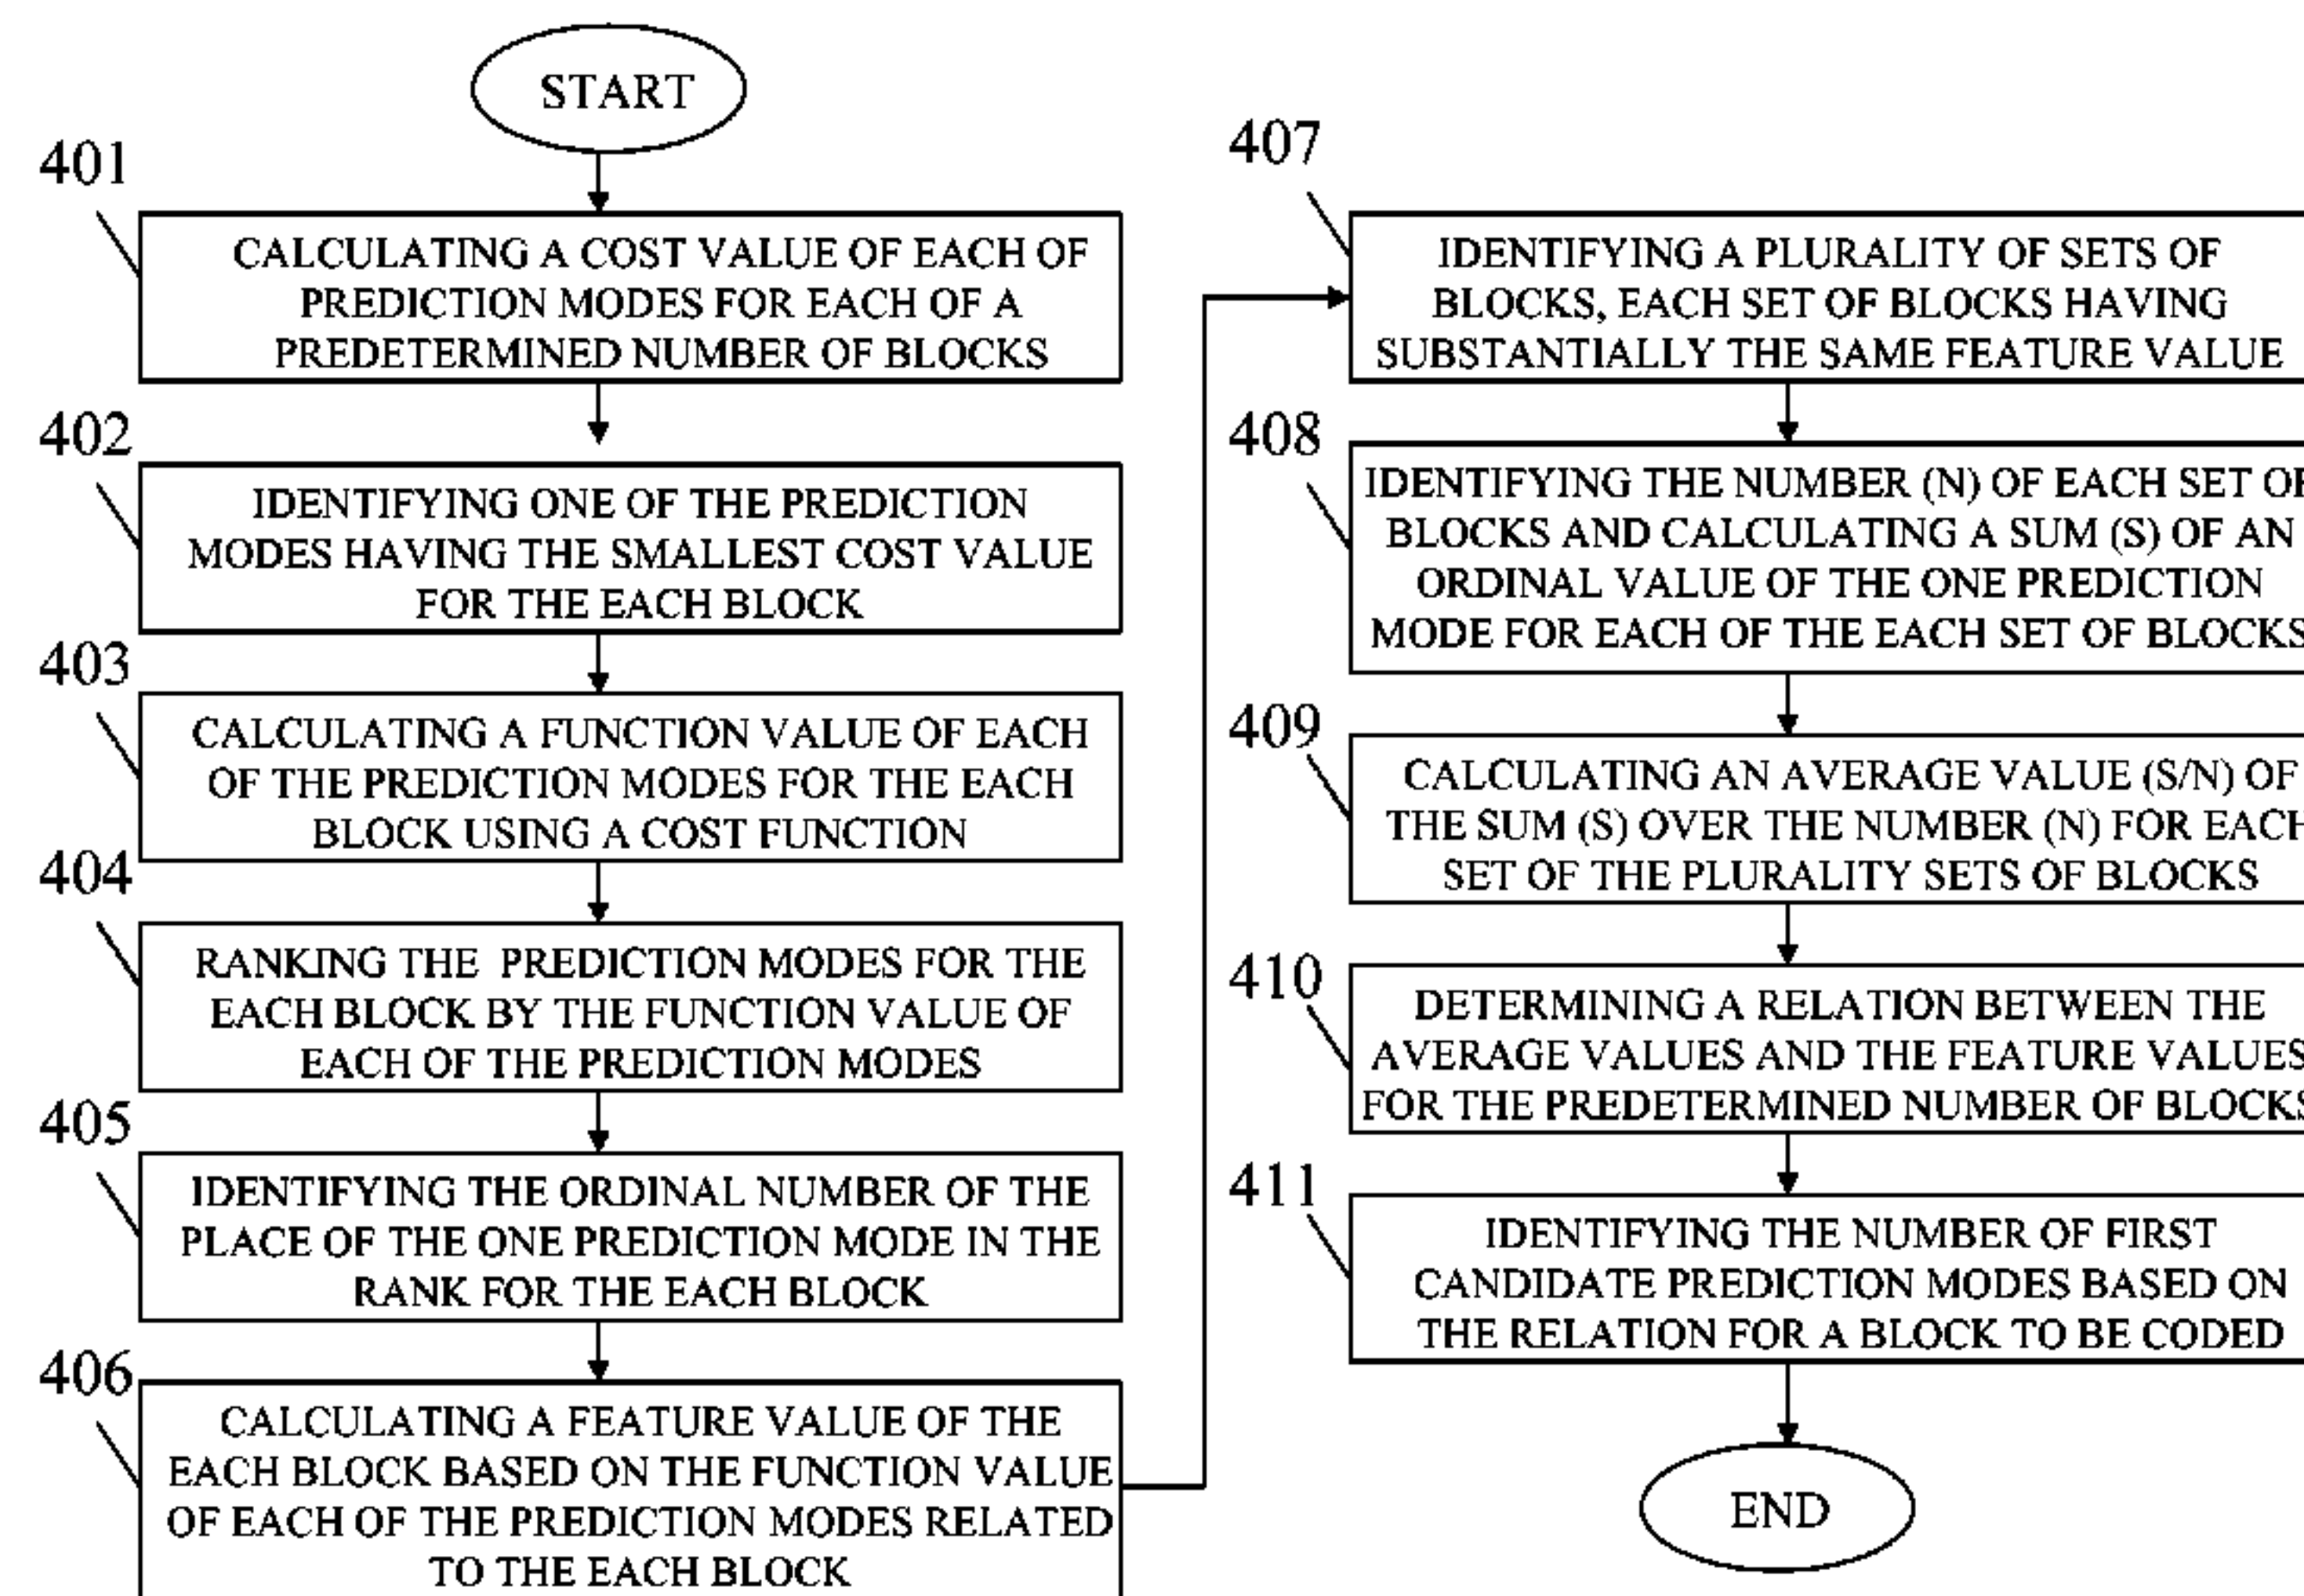 START
401
CALCULATING A COST VALUE OF EACH OF
PREDICTION MODES FOR EACH OF A
PREDETERMINED NUMBER OF BLOCKS
402
IDENTIFYING ONE OF THE PREDICTION
MODES HAVING THE SMALLEST COST VALUE
FOR THE EACH BLOCK
403
CALCULATING A FUNCTION VALUE OF EACH
OF THE PREDICTION MODES FOR THE EACH
BLOCK USING A COST FUNCTION
404
RANKING THE PREDICTION MODES FOR THE
EACH BLOCK BY THE FUNCTION VALUE OF
EACH OF THE PREDICTION MODES
405
IDENTIFYING THE ORDINAL NUMBER OF THE
PLACE OF THE ONE PREDICTION MODE IN THE
RANK FOR THE EACH BLOCK
406
CALCULATING A FEATURE VALUE OF THE
EACH BLOCK BASED ON THE FUNCTION VALUE
OF EACH OF THE PREDICTION MODES RELATED
TO THE EACH BLOCK
407
IDENTIFYING A PLURALITY OF SETS OF
BLOCKS, EACH SET OF BLOCKS HAVING
SUBSTANTIALLY THE SAME FEATURE VALUE
408
IDENTIFYING THE NUMBER (N) OF EACH SET OF
BLOCKS AND CALCULATING A SUM (S) OF AN
ORDINAL VALUE OF THE ONE PREDICTION
MODE FOR EACH OF THE EACH SET OF BLOCKS
409
CALCULATING AN AVERAGE VALUE (S/N) OF
THE SUM (S) OVER THE NUMBER (N) FOR EACH
SET OF THE PLURALITY SETS OF BLOCKS
410
DETERMINING A RELATION BETWEEN THE
AVERAGE VALUES AND THE FEATURE VALUES
FOR THE PREDETERMINED NUMBER OF BLOCKS
411
IDENTIFYING THE NUMBER OF FIRST
CANDIDATE PREDICTION MODES BASED ON
THE RELATION FOR A BLOCK TO BE CODED
END